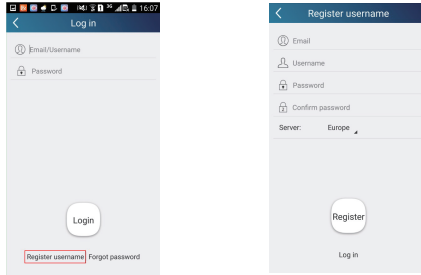 16:07
Log in
Email/Username
Password
Login
Register username Forgot password
Register username
Email
Username
Password
Confirm password
Server: Europe
Register
Log in